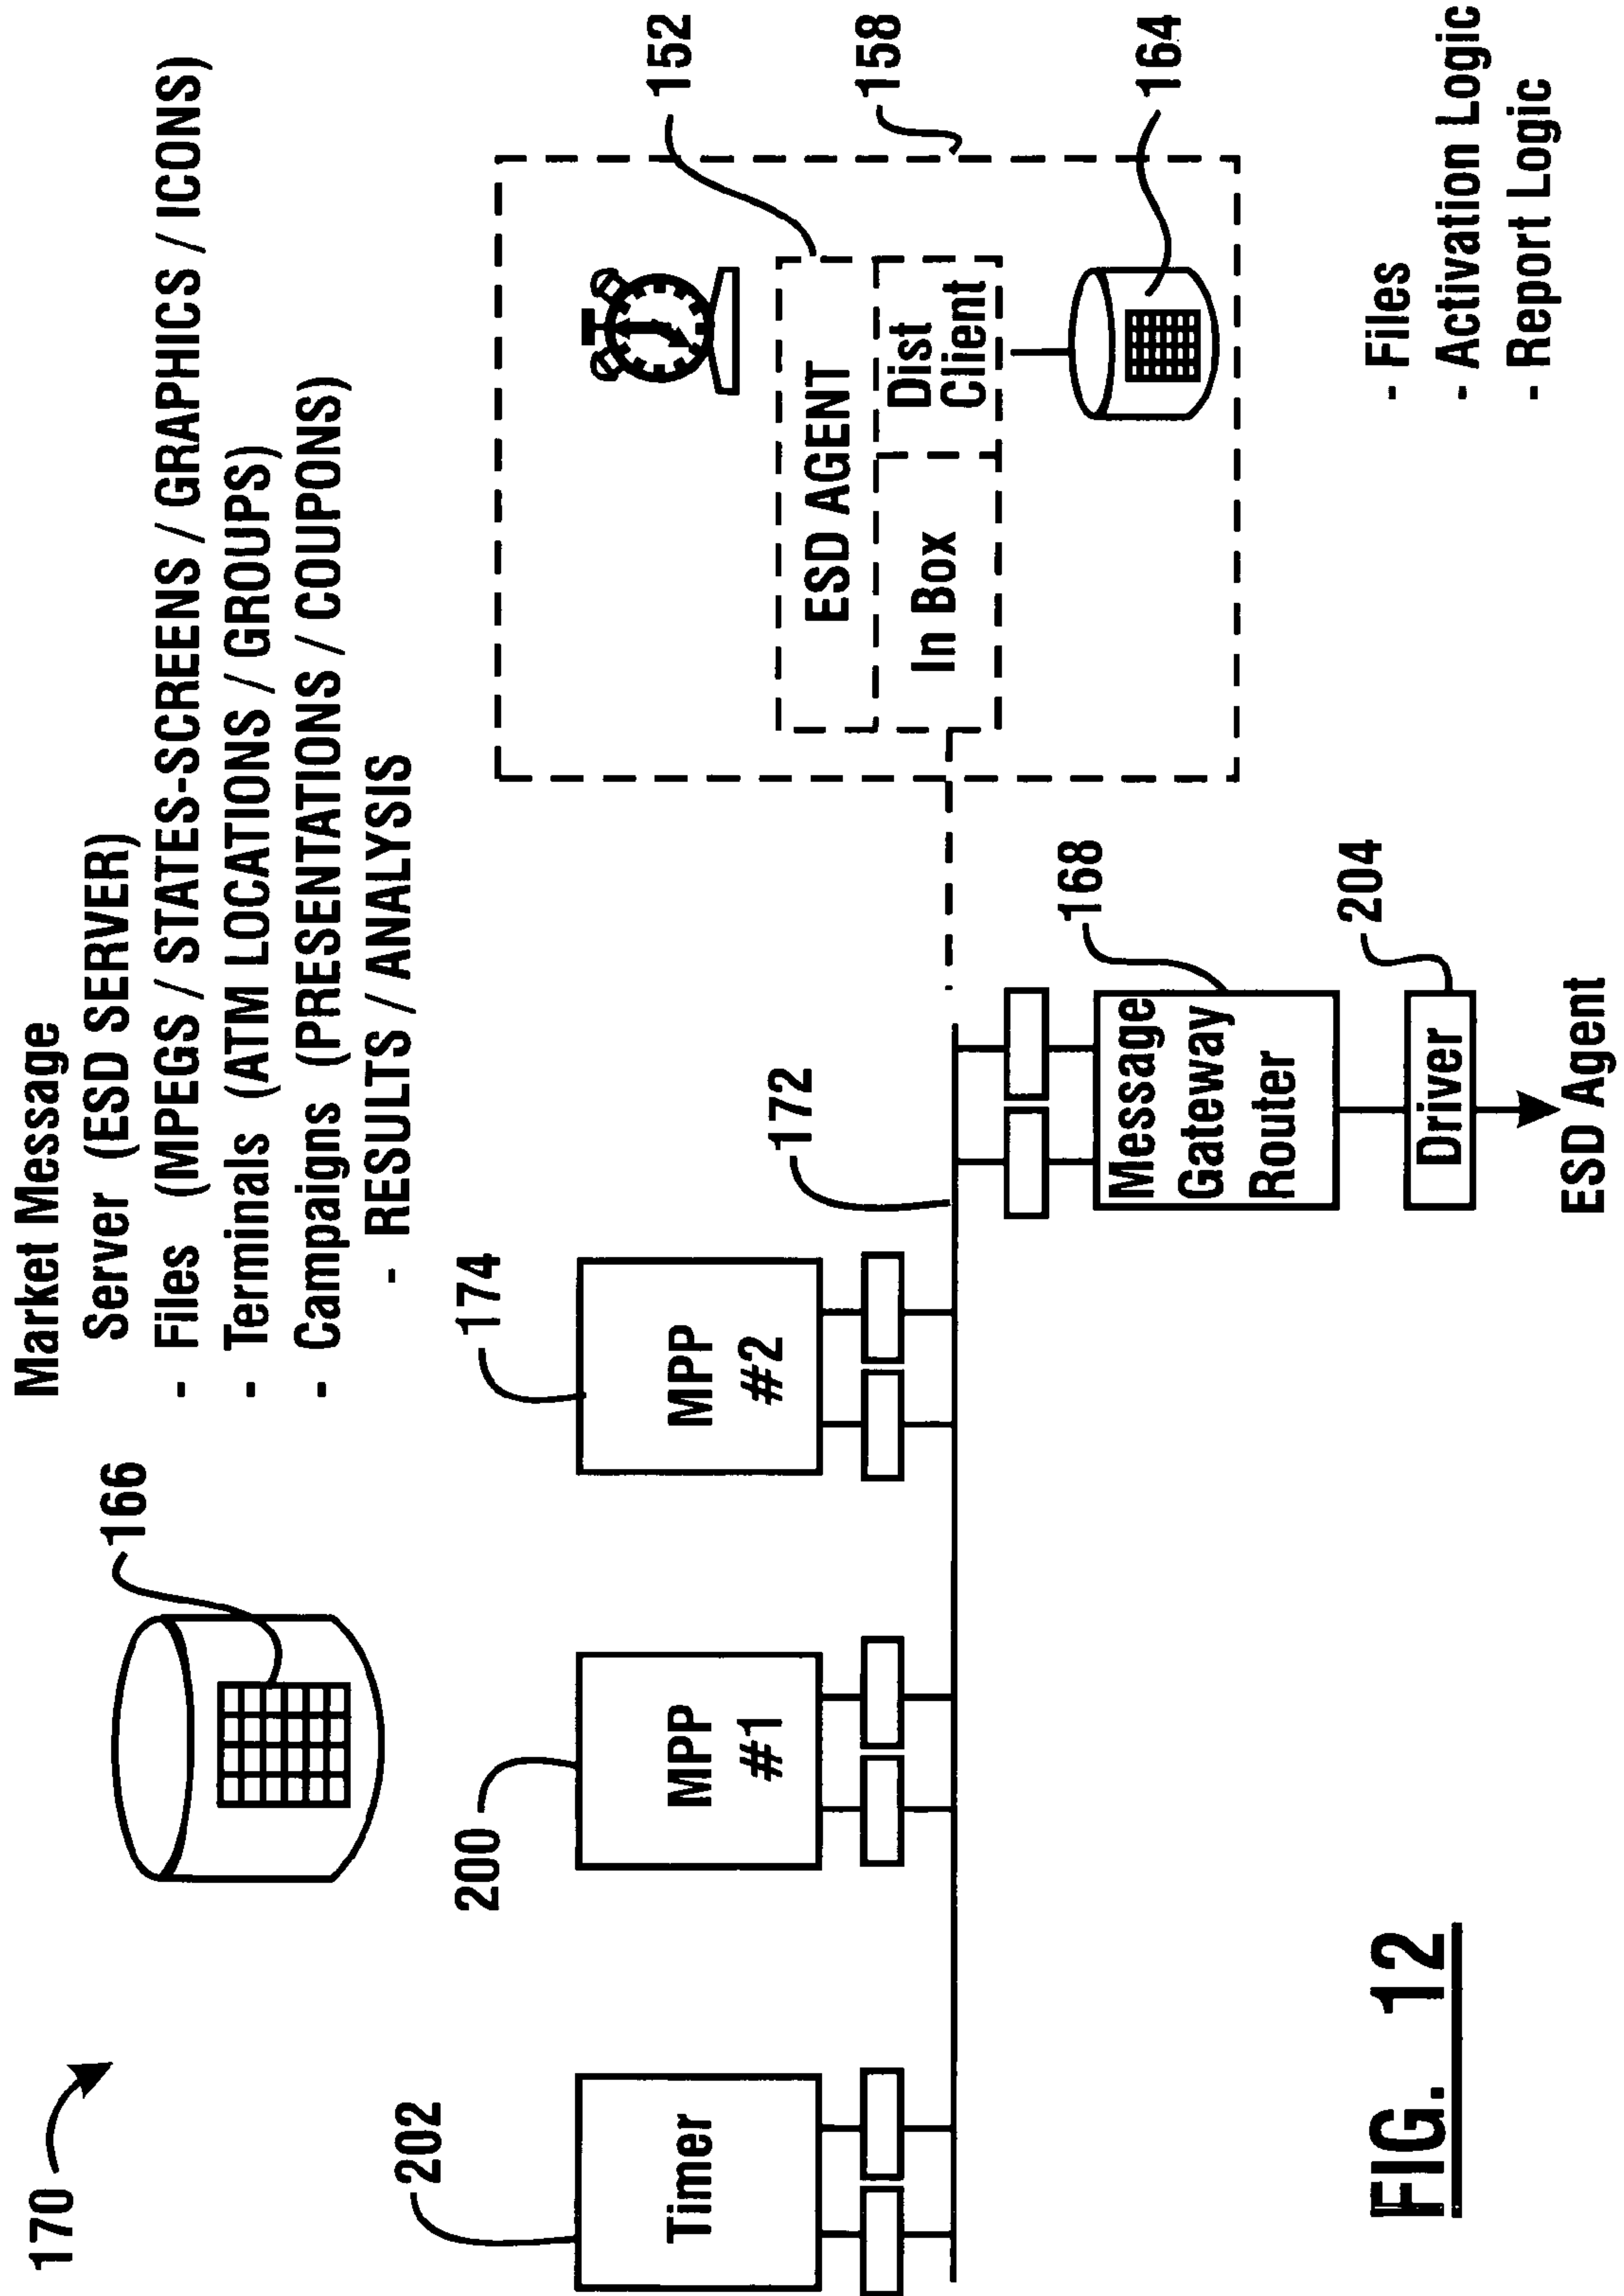 170
166
Market Message
Server (ESD SERVER)
- Files (MPEGS / STATES-SCREENS / GRAPHICS / ICONS)
- Terminals (ATM LOCATIONS / GROUPS)
- Campaigns (PRESENTATIONS / COUPONS)
- RESULTS / ANALYSIS
202
Timer
200
MPP
#1
174
MPP
#2
172
152
158
ESD AGENT
In Box
Dist
Client
164
168
Message
Gateway
Router
204
Driver
ESD Agent
- Files
- Activation Logic
- Report Logic
FIG. 12